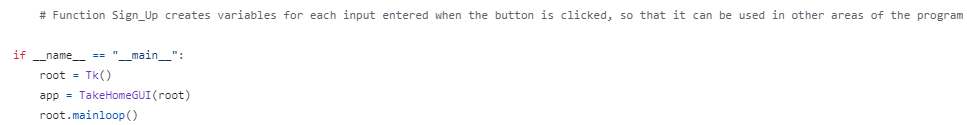 # Function Sign_Up creates variables for each input entered when the button is clicked, so that it can be used in other areas of the program
if __name__ == "__main__":
root = Tk()
app = TakeHomeGUI(root)
root.mainloop()